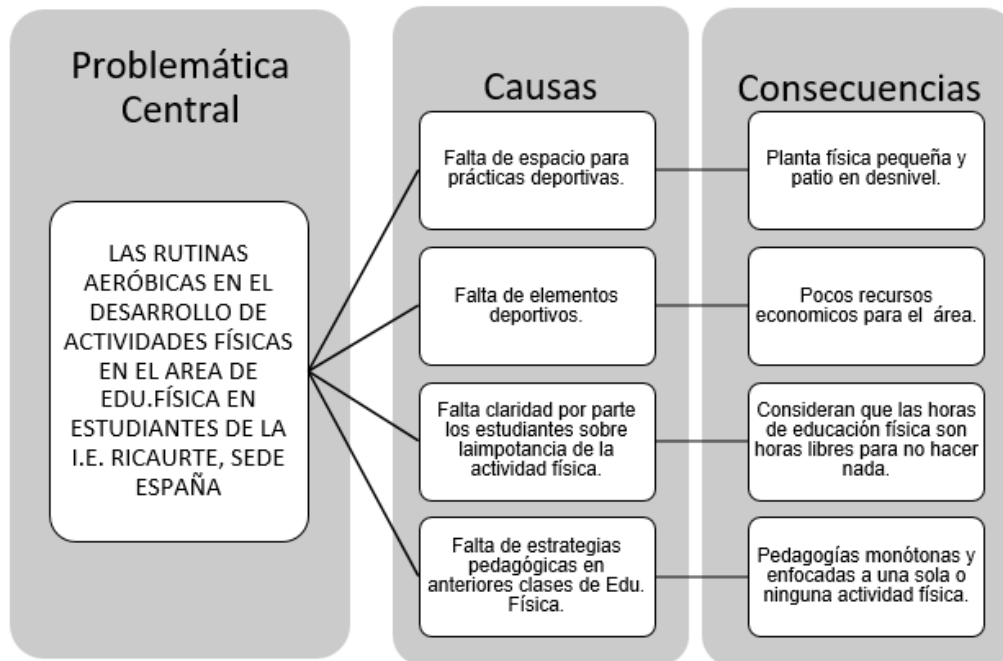 Problemática
Central
LAS RUTINAS
AERÓBICAS EN EL
DESARROLLO DE
ACTIVIDADES FÍSICAS
EN EL AREA DE
EDU.FÍSICA EN
ESTUDIANTES DE LA
I.E. RICAURTE, SEDE
ESPAÑA
Causas
Falta de espacio para
prácticas deportivas.
Falta de elementos
deportivos.
Falta claridad por parte
los estudiantes sobre
laimpotancia de la
actividad física.
Falta de estrategias
pedagógicas en
anteriores clases de Edu.
Física.
Consecuencias
Planta física pequeña y
patio en desnivel.
Pocos recursos
economicos para el  área.
Consideran que las horas
de educación física son
horas libres para no hacer
nada.
Pedagogías monótonas y
enfocadas a una sola o
ninguna actividad física.